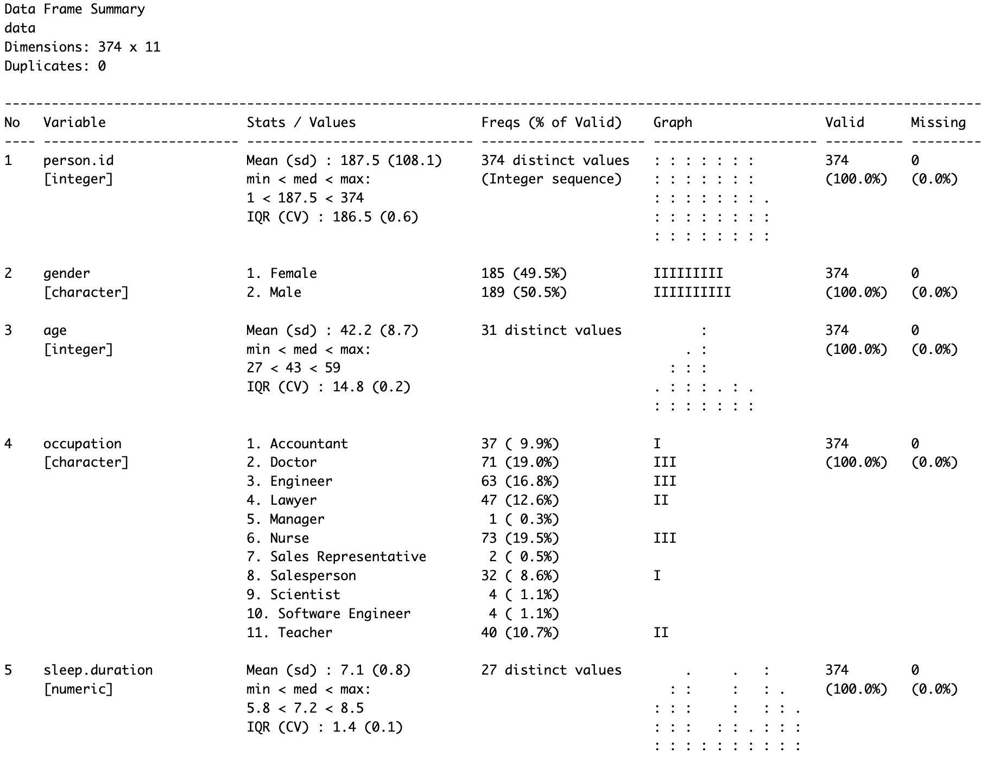 Data Frame Summary
data
Dimensions: 374 x 11
Duplicates: 0

-----------------------------------------------------------------------------------------------------------------------------
No   Variable                  Stats / Values                Freqs (% of Valid)    Graph                 Valid      Missing
---- ------------------------- ----------------------------- --------------------- --------------------- ---------- ---------
1    person.id                 Mean (sd) : 187.5 (108.1)     374 distinct values   : : : : : : :         374        0
     [integer]                 min < med < max:              (Integer sequence)    : : : : : : :         (100.0%)   (0.0%)
                               1 < 187.5 < 374                                     : : : : : : : .
                               IQR (CV) : 186.5 (0.6)                              : : : : : : : :
                                                                                   : : : : : : : :

2    gender                    1. Female                     185 (49.5%)           IIIIIIIII             374        0
     [character]               2. Male                       189 (50.5%)           IIIIIIIIII            (100.0%)   (0.0%)

3    age                       Mean (sd) : 42.2 (8.7)        31 distinct values          :               374        0
     [integer]                 min < med < max:                                        . :               (100.0%)   (0.0%)
                               27 < 43 < 59                                          : : :
                               IQR (CV) : 14.8 (0.2)                               . : : : . : .
                                                                                   : : : : : : :

4    occupation                1. Accountant                 37 ( 9.9%)            I                     374        0
     [character]               2. Doctor                     71 (19.0%)            III                   (100.0%)   (0.0%)
                               3. Engineer                   63 (16.8%)            III
                               4. Lawyer                     47 (12.6%)            II
                               5. Manager                     1 ( 0.3%)
                               6. Nurse                      73 (19.5%)            III
                               7. Sales Representative        2 ( 0.5%)
                               8. Salesperson                32 ( 8.6%)            I
                               9. Scientist                   4 ( 1.1%)
                               10. Software Engineer          4 ( 1.1%)
                               11. Teacher                   40 (10.7%)            II

5    sleep.duration            Mean (sd) : 7.1 (0.8)         27 distinct values        .     .   :       374        0
     [numeric]                 min < med < max:                                      : :     :   : .     (100.0%)   (0.0%)
                               5.8 < 7.2 < 8.5                                     : : :     :   : : .
                               IQR (CV) : 1.4 (0.1)                                : : :   : : . : : :
                                                                                   : : : : : : : : : :